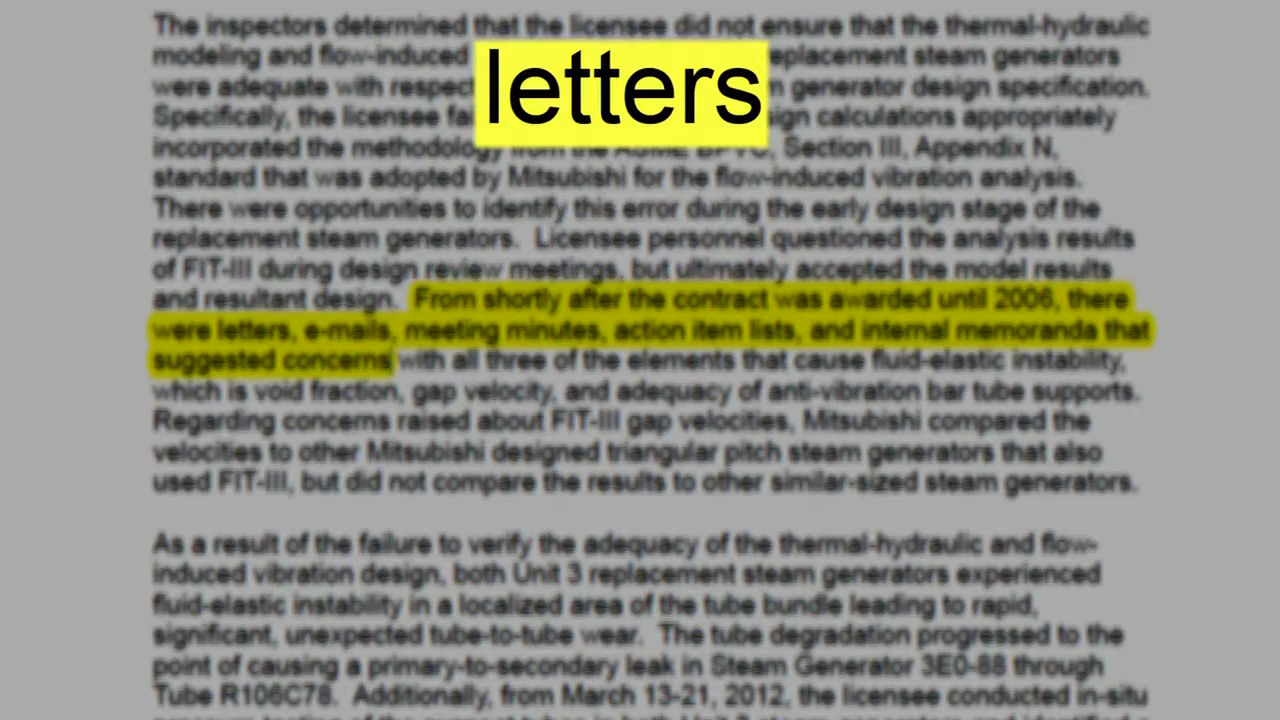 The inspectors determined that the licensee did not ensure that the thermal-hydraulic
modeling and flow-induced replacement steam generators
letters
were adequate with respect generator design specification.
Specifically, the licensee design calculations appropriately
incorporated the methodology from the ASME Section III, Appendix N,
standard that was adopted by Mitsubishi for the flow-induced vibration analysis.
There were opportunities to identify this error during the early design stage of the
replacement steam generators. Licensee personnel questioned the analysis results
of FIT-III during design review meetings, but ultimately accepted the model results
and resultant design. From shortly after the contract was awarded until 2006, there
were letters, e-mails, meeting minutes, action item lists, and internal memoranda that
suggested concerns with all three of the elements that cause fluid-elastic instability,
which is void fraction, gap velocity, and adequacy of anti-vibration bar tube supports.
Regarding concerns raised about FIT-III gap velocities, Mitsubishi compared the
velocities to other Mitsubishi designed triangular pitch steam generators that also
used FIT-III, but did not compare the results to other similar-sized steam generators.
As a result of the failure to verify the adequacy of the thermal-hydraulic and flow-
induced vibration design, both Unit 3 replacement steam generators experienced
fluid-elastic instability in a localized area of the tube bundle leading to rapid,
significant, unexpected tube-to-tube wear. The tube degradation progressed to the
point of causing a primary-to-secondary leak in Steam Generator 3E0-88 through
Tube R106C78. Additionally, from March 13-21, 2012, the licensee conducted in-situ